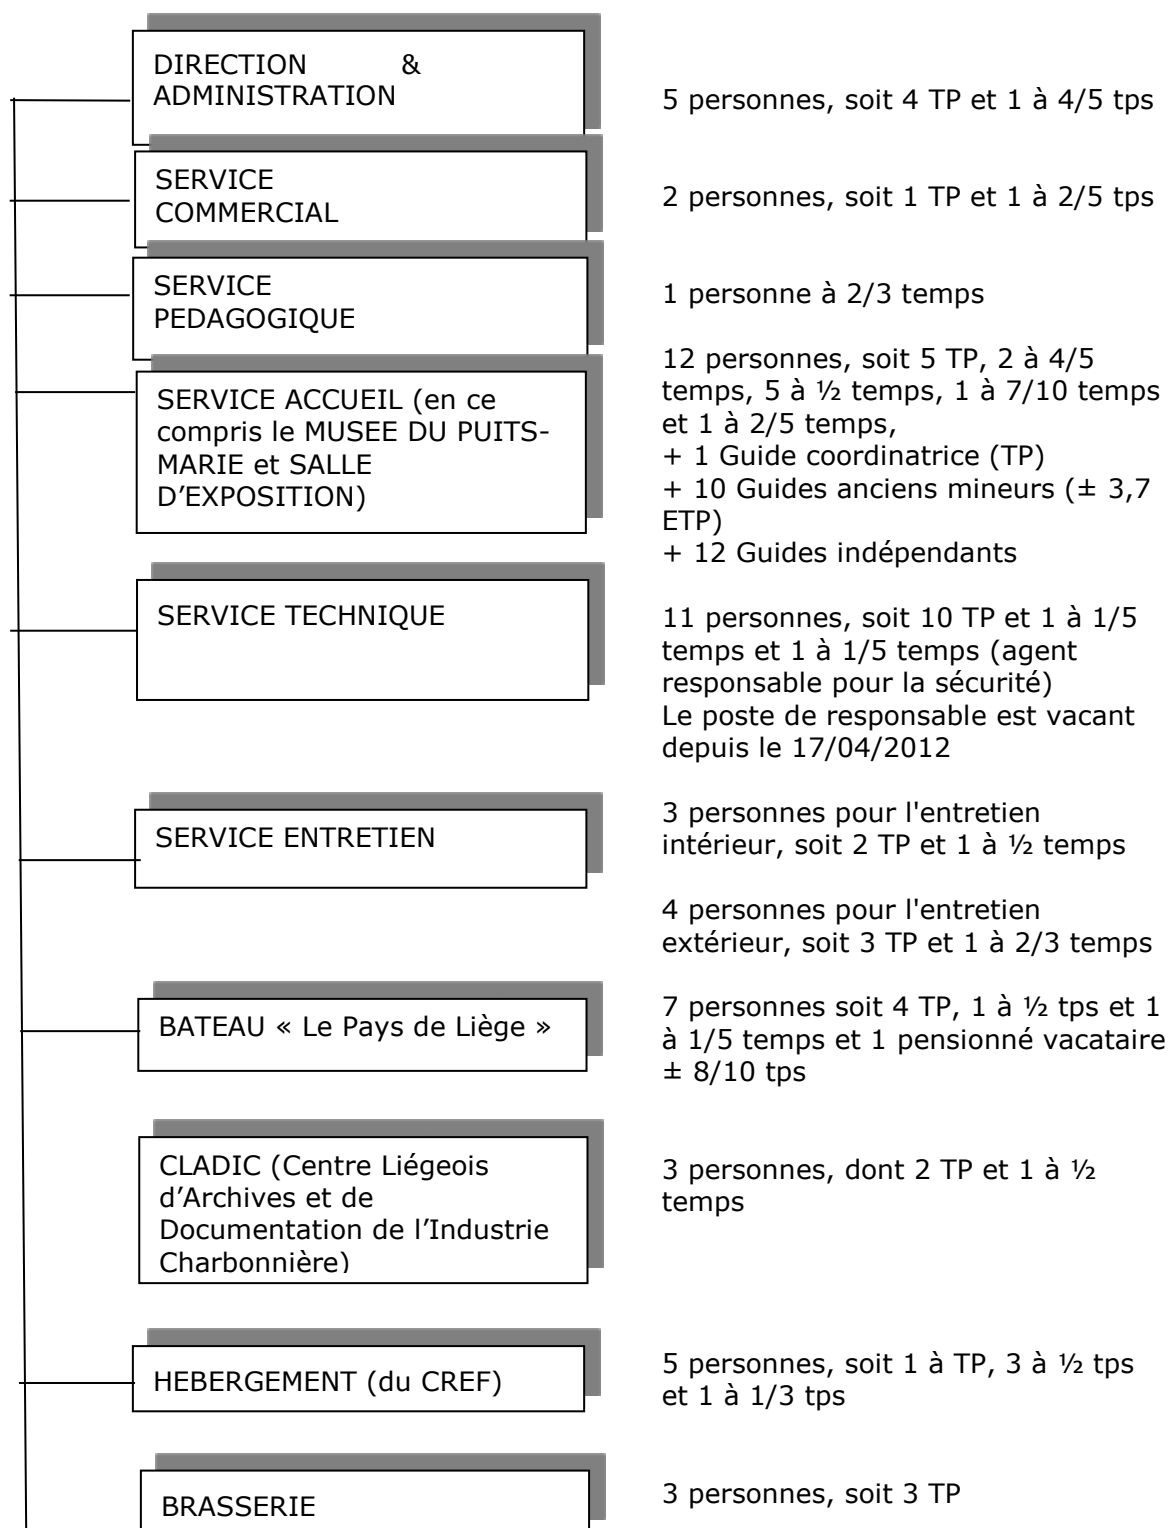 DIRECTION &
ADMINISTRATION
5 personnes, soit 4 TP et 1 à 4/5 tps
SERVICE
COMMERCIAL
2 personnes, soit 1 TP et 1 à 2/5 tps
SERVICE
PEDAGOGIQUE
1 personne à 2/3 temps
SERVICE ACCUEIL (en ce
compris le MUSEE DU PUITS-
MARIE et SALLE
D’EXPOSITION)
12 personnes, soit 5 TP, 2 à 4/5
temps, 5 à ½ temps, 1 à 7/10 temps
et 1 à 2/5 temps,
+ 1 Guide coordinatrice (TP)
+ 10 Guides anciens mineurs (± 3,7
ETP)
+ 12 Guides indépendants
SERVICE TECHNIQUE
11 personnes, soit 10 TP et 1 à 1/5
temps et 1 à 1/5 temps (agent
responsable pour la sécurité)
Le poste de responsable est vacant
depuis le 17/04/2012
SERVICE ENTRETIEN
3 personnes pour l'entretien
intérieur, soit 2 TP et 1 à ½ temps
4 personnes pour l'entretien
extérieur, soit 3 TP et 1 à 2/3 temps
BATEAU « Le Pays de Liège »
7 personnes soit 4 TP, 1 à ½ tps et 1
à 1/5 temps et 1 pensionné vacataire
± 8/10 tps
CLADIC (Centre Liégeois
d’Archives et de
Documentation de l’Industrie
Charbonnière)
3 personnes, dont 2 TP et 1 à ½
temps
HEBERGEMENT (du CREF)
5 personnes, soit 1 à TP, 3 à ½ tps
et 1 à 1/3 tps
BRASSERIE
3 personnes, soit 3 TP